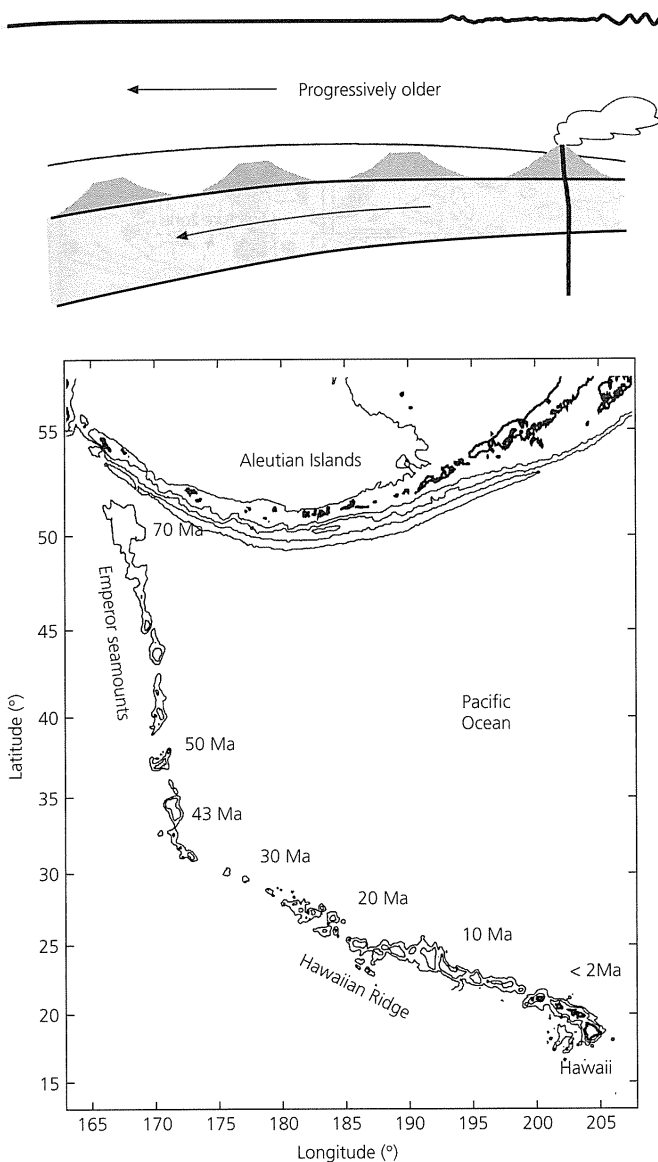 Progressively older
55
50
45
40
35
30
25
20
15
Latitude (°)
Aleutian Islands
70 Ma
Emperor seamounts
Pacific
Ocean
50 Ma
43 Ma
30 Ma
20 Ma
10 Ma
< 2Ma
Hawaiian Ridge
Hawaii
165
170
175
180
185
190
195
200
205
Longitude (°)